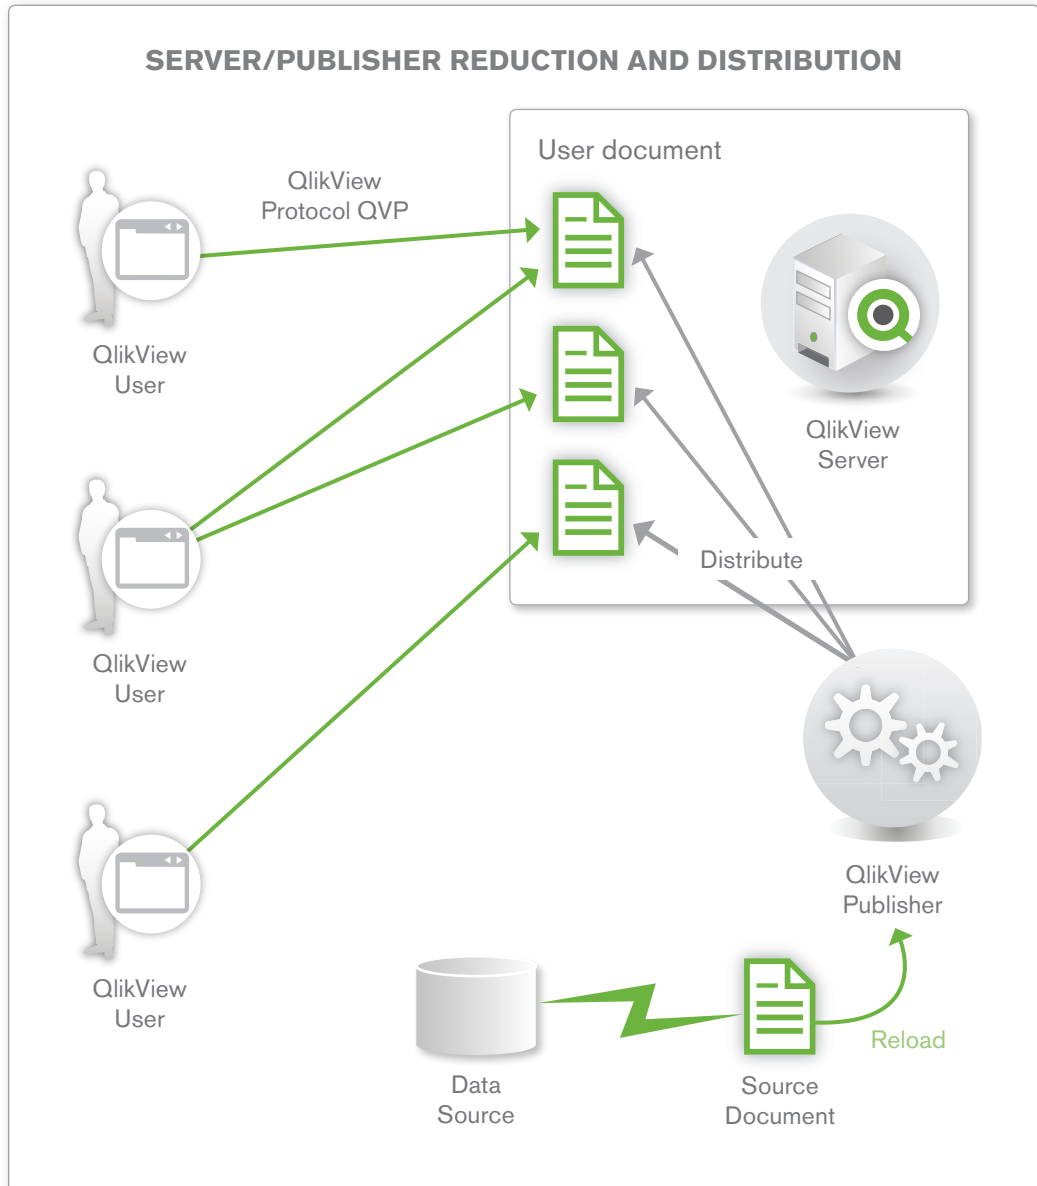 SERVER/PUBLISHER REDUCTION AND DISTRIBUTION
User document
QlikView
Protocol QVP
QlikView
User
QlikView
Server
Distribute
QlikView
User
QlikView
Publisher
QlikView
User
Reload
Data
Source
Source
Document